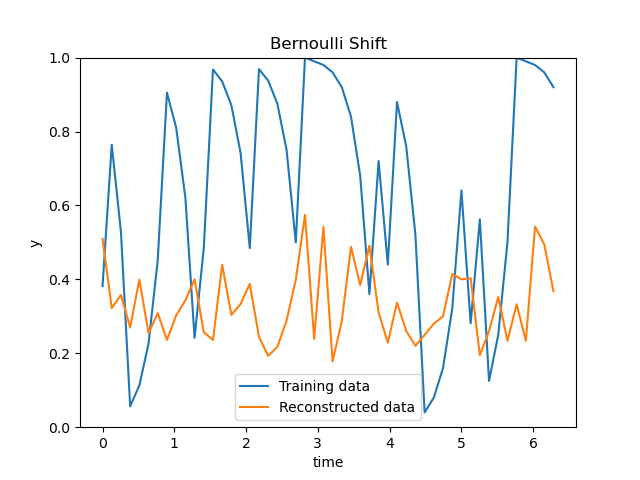 Bernoulli Shift
y
1.0
0.8
0.6
0.4
0.2
0.0
Training data
Reconstructed data
0 1 2 3 4 5 6
time